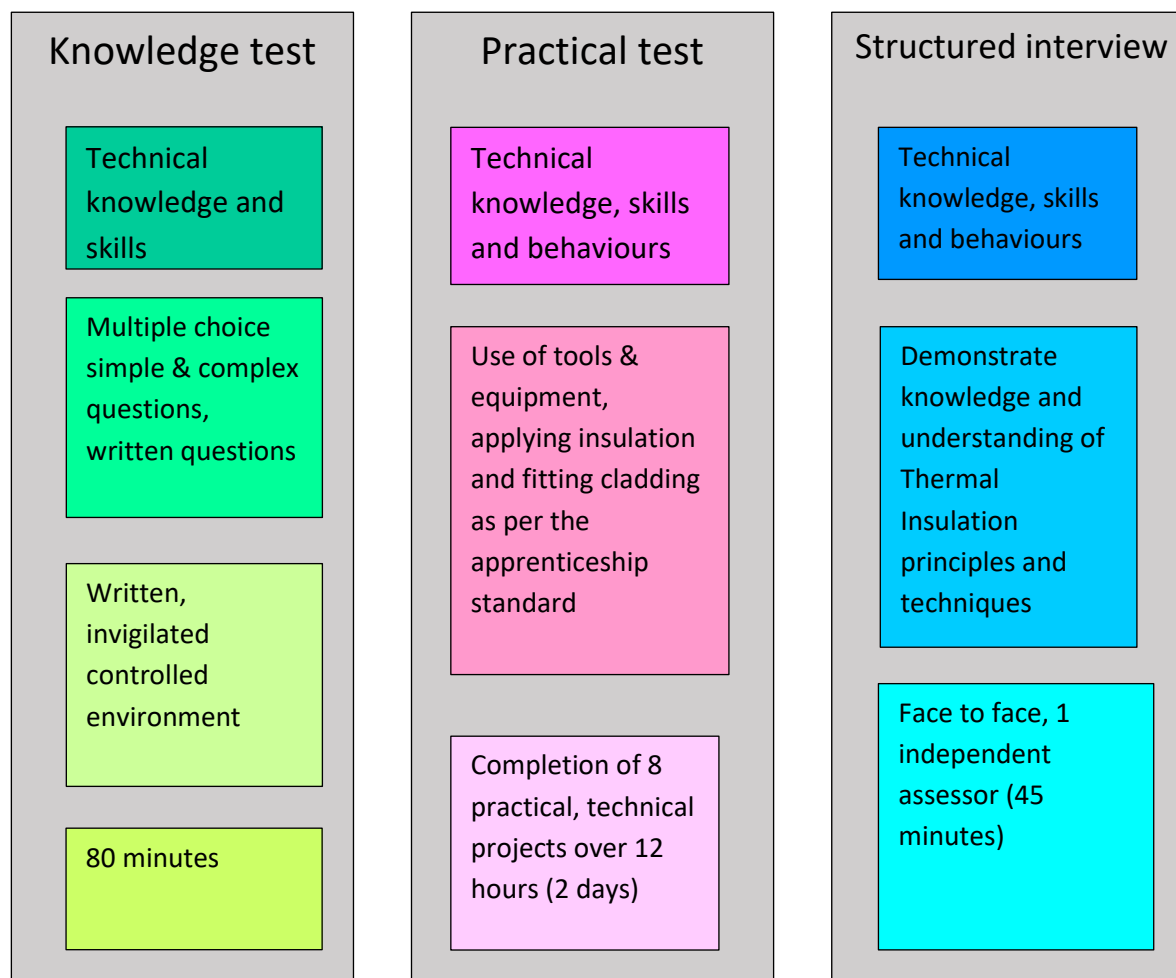 Knowledge test
Technical
knowledge and
skills
Multiple choice
simple & complex
questions,
written questions
Written,
invigilated
controlled
environment
80 minutes
Practical test
Technical
knowledge, skills
and behaviours
Use of tools &
equipment,
applying insulation
and fitting cladding
as per the
apprenticeship
standard
Completion of 8
practical, technical
projects over 12
hours (2 days)
Structured interview
Technical
knowledge, skills
and behaviours
Demonstrate
knowledge and
understanding of
Thermal
Insulation
principles and
techniques
Face to face, 1
independent
assessor (45
minutes)